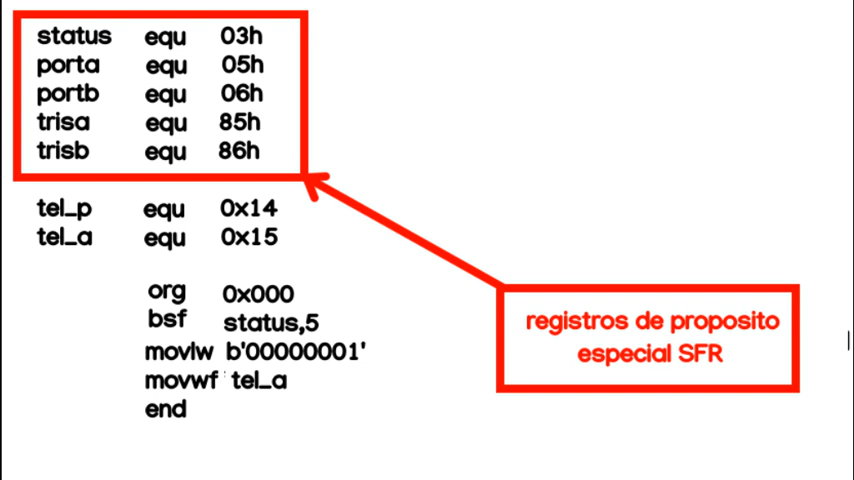 status equ 03h
porta equ 05h
portb equ 06h
trisa equ 85h
trisb equ 86h
tel_p equ 0x14
tel_a equ 0x15
org 0x000
bsf status,5
movlw b'00000001'
movwf tel_a
end
registros de proposito
especial SFR